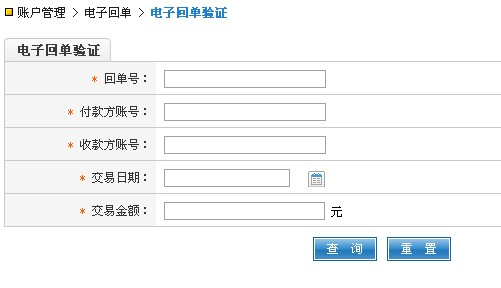 账户管理 > 电子回单 > 电子回单验证
电子回单验证
* 回单号：
* 付款方账号：
* 收款方账号：
* 交易日期：
* 交易金额： 元
查 询 重 置